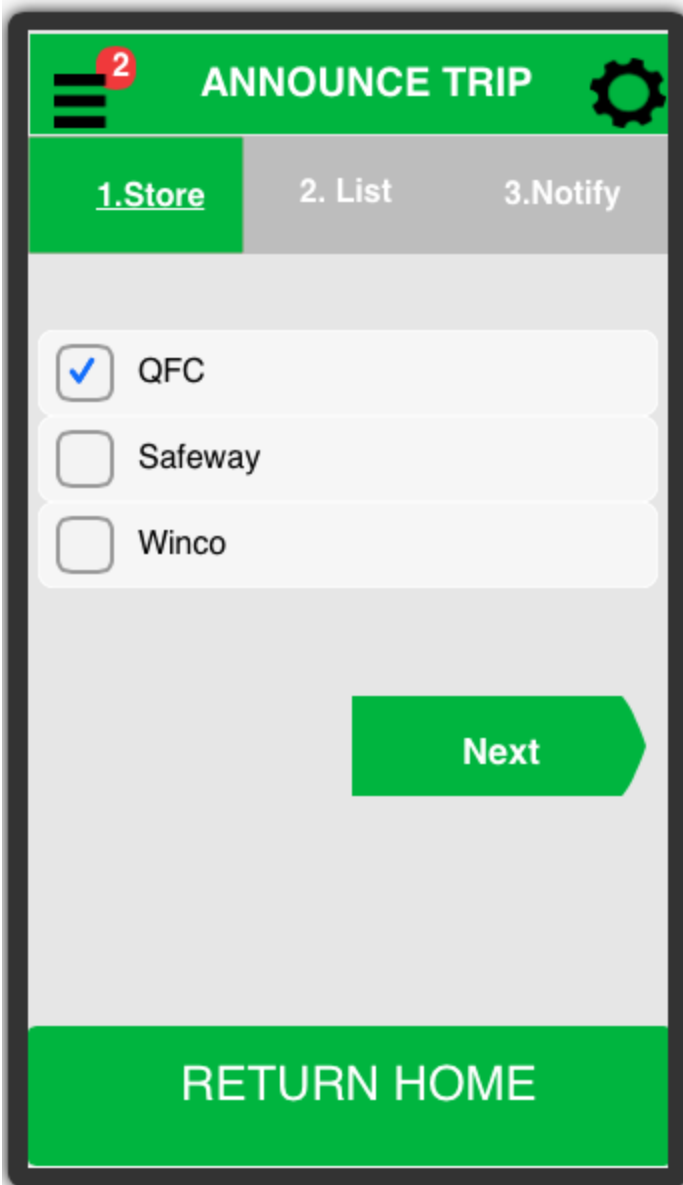 2
ANNOUNCE TRIP
1.Store 2. List 3.Notify
QFC
Safeway
Winco
Next
RETURN HOME